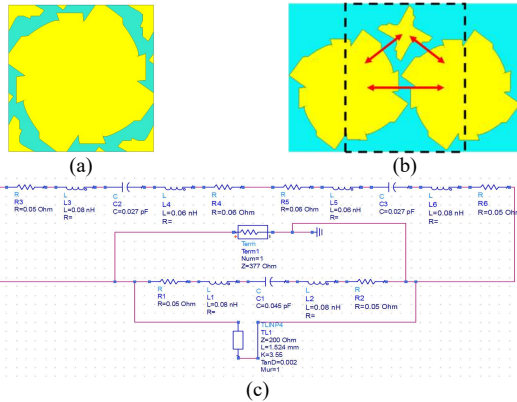 (a)
(b)
R
R3
R=0.05 Ohm
L
L3
L=0.08 nH
R=
C
C2
C=0.027 pF
L
L4
L=0.06 nH
R=
R
R4
R=0.06 Ohm
R
R5
R=0.06 Ohm
L
L5
L=0.06 nH
R=
C
C3
C=0.027 pF
L
L6
L=0.08 nH
R=
R
R6
R=0.05 Ohm
Term
Term1
Num=1
Z=377 Ohm
R
R1
R=0.05 Ohm
L
L1
L=0.08 nH
R=
C
C1
C=0.045 pF
L
L2
L=0.08 nH
R=
R
R2
R=0.05 Ohm
TLINP4
TL1
Z=200 Ohm
L=1.524 mm
K=3.55
TanD=0.002
Mur=1
(c)